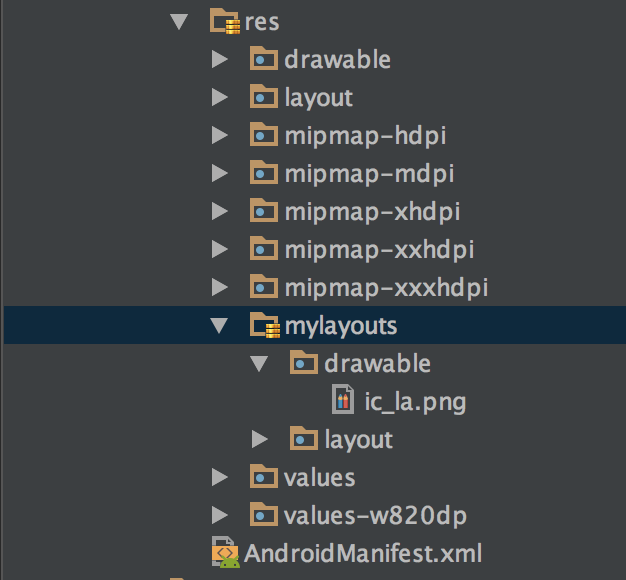 res
drawable
layout
mipmap-hdpi
mipmap-mdpi
mipmap-xhdpi
mipmap-xxhdpi
mipmap-xxxhdpi
mylayouts
drawable
ic_la.png
layout
values
values-w820dp
AndroidManifest.xml